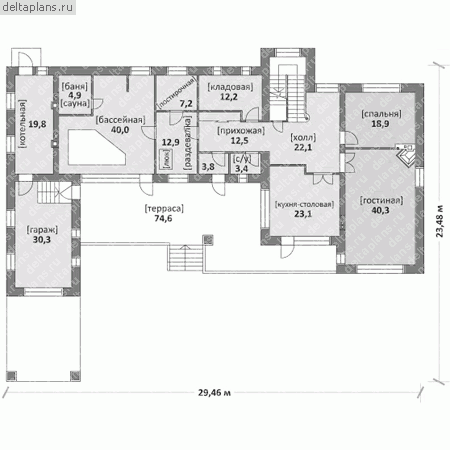 deltaplans.ru
[котельная]
19,8
[баня]
4,9
[сауна]
[бассейная]
40,0
[постирочная]
7,2
[кладовая]
12,2
12,9
[люк]
[раздевалка]
[прихожая]
12,5
3,8
[с/у]
3,4
[холл]
22,1
[спальня]
18,9
[гостиная]
40,3
[кухня-столовая]
23,1
[терраса]
74,6
[гараж]
30,3
23,48 м
29,46 м